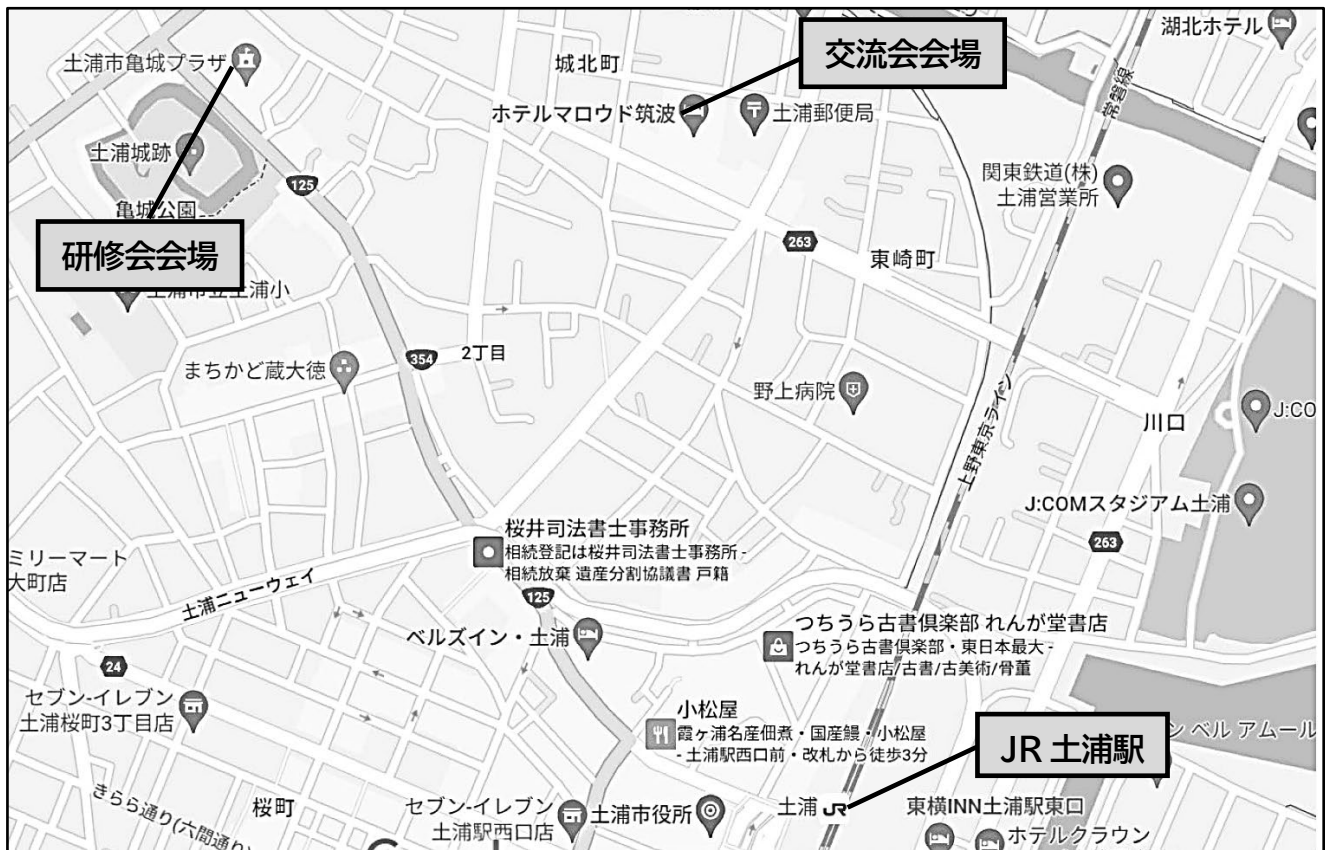 湖北ホテル
交流会会場
土浦市亀城プラザ
城北町
常磐線
ホテルマロウド筑波
土浦郵便局
土浦城跡
関東鉄道(株)
土浦営業所
125
亀城公園
研修会会場
263
東崎町
土浦市立土浦小
354
2丁目
まちかど蔵大徳
野上病院
上野東京ライン
J:CO
川口
J:COMスタジアム土浦
桜井司法書士事務所
相続登記は桜井司法書士事務所 -
相続放棄 遺産分割協議書 戸籍
263
ミリーマート
大町店
土浦ニューウェイ
125
ベルズイン・土浦
つちうら古書倶楽部 れんが堂書店
つちうら古書倶楽部・東日本最大 -
れんが堂書店/古書/古美術/骨董
24
セブン-イレブン
土浦桜町3丁目店
小松屋
霞ヶ浦名産佃煮・国産鰻・小松屋
- 土浦駅西口前・改札から徒歩3分
JR 土浦駅
ン ベル アムール
きらら通り(六間通り)
桜町
セブン-イレブン
土浦駅西口店
土浦市役所
土浦 JR
東横INN土浦駅東口
ホテルクラウン